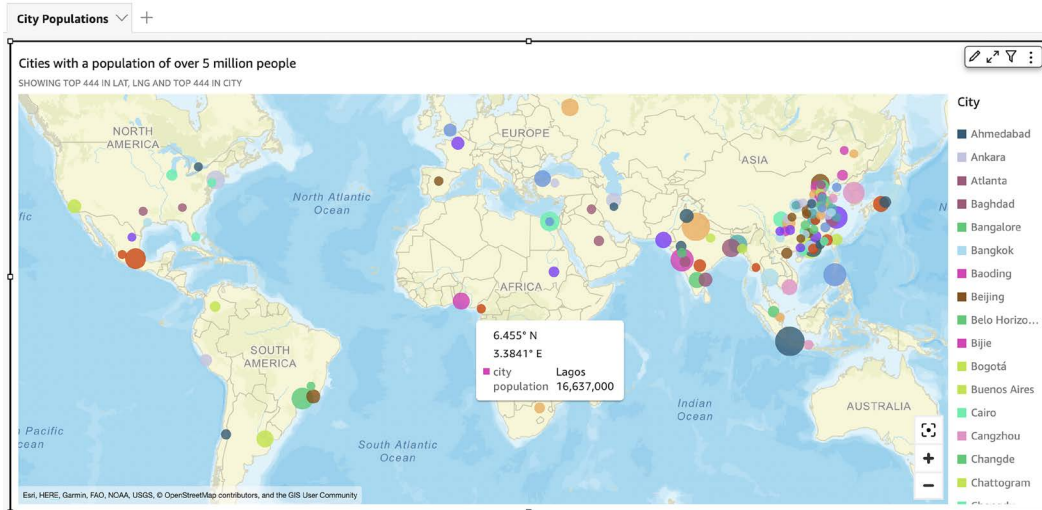 City Populations
Cities with a population of over 5 million people
SHOWING TOP 444 IN LAT, LNG AND TOP 444 IN CITY
City
Ahmedabad
Ankara
Atlanta
Baghdad
Bangalore
Bangkok
Baoding
Beijing
Belo Horizo...
Bijie
Bogotá
Buenos Aires
Cairo
Cangzhou
Changde
Chattogram
NORTH
AMERICA
EUROPE
ASIA
North Atlantic
Ocean
AFRICA
SOUTH
AMERICA
6.455° N
3.3841° E
city Lagos
population 16,637,000
Indian
Ocean
AUSTRALIA
Pacific
South Atlantic
Ocean
Esri, HERE, Garmin, FAO, NOAA, USGS, © OpenStreetMap contributors, and the GIS User Community